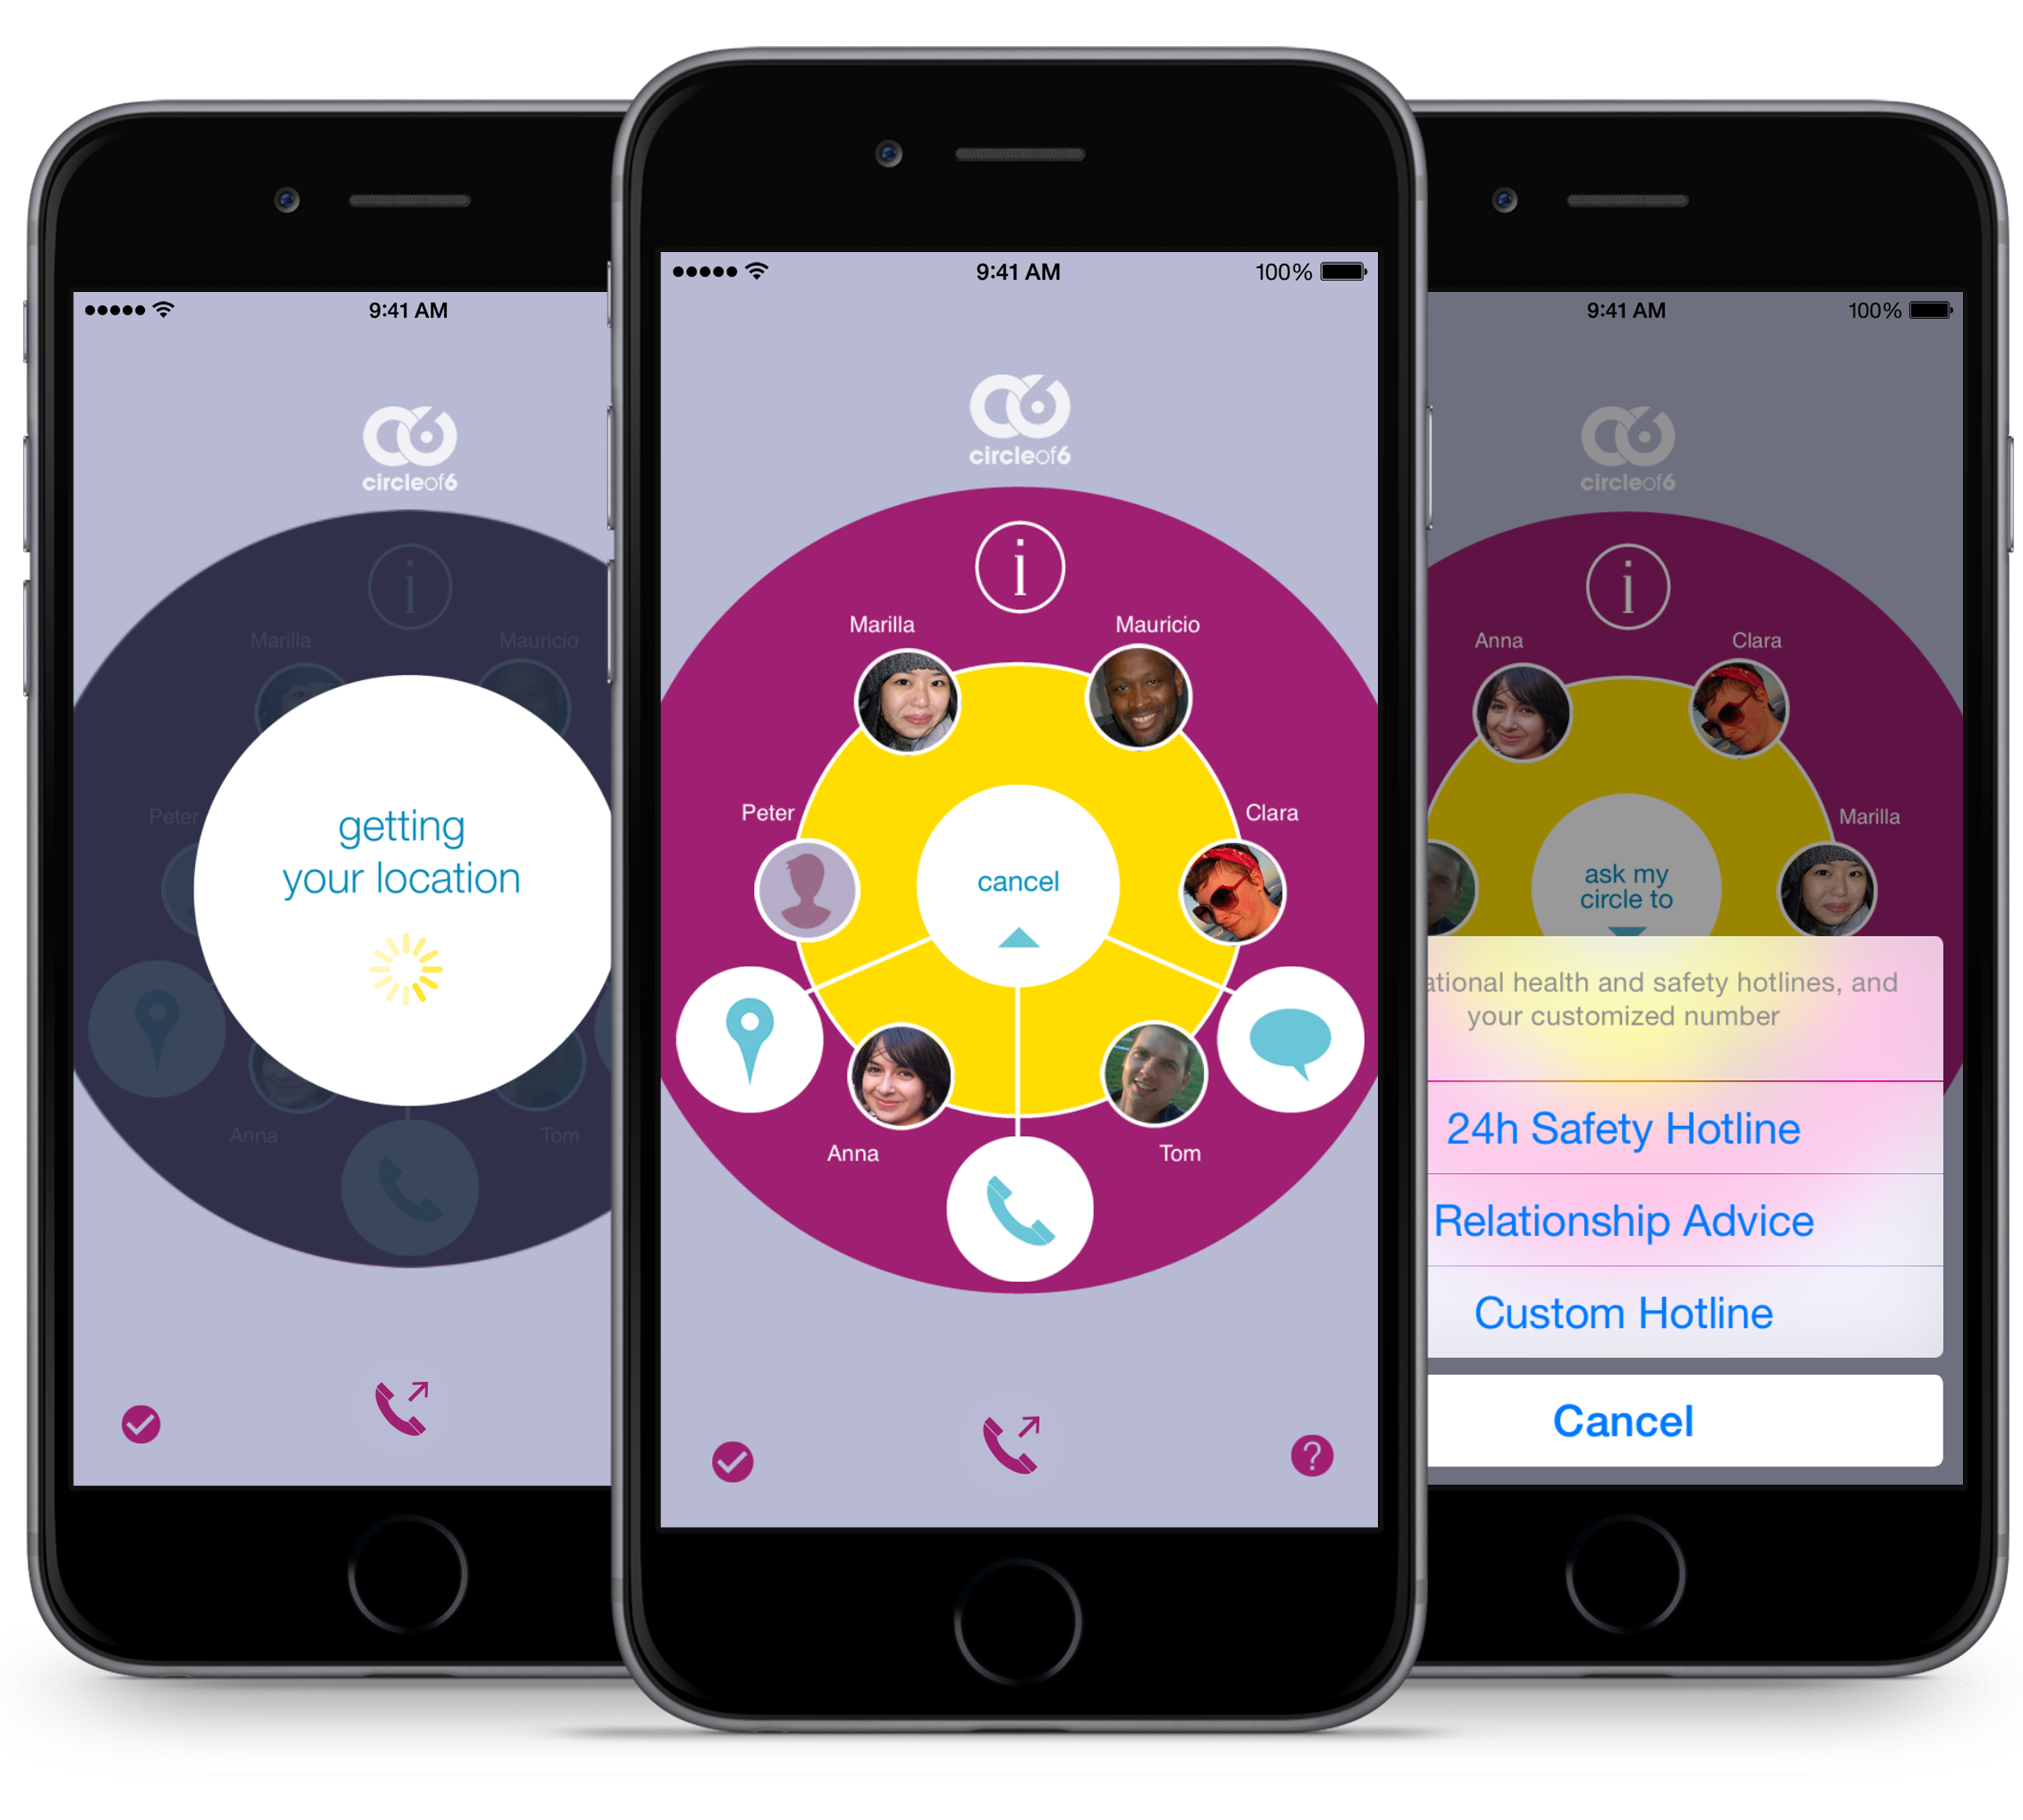 9:41 AM
circleof6
i
Marilla
Mauricio
Peter
getting
your location
Anna
Tom
9:41 AM
100%
circleof6
i
Marilla
Mauricio
Peter
Clara
cancel
Anna
Tom
?
9:41 AM
100%
circleof6
i
Anna
Clara
Marilla
ask my
circle to
ational health and safety hotlines, and
your customized number
24h Safety Hotline
Relationship Advice
Custom Hotline
Cancel